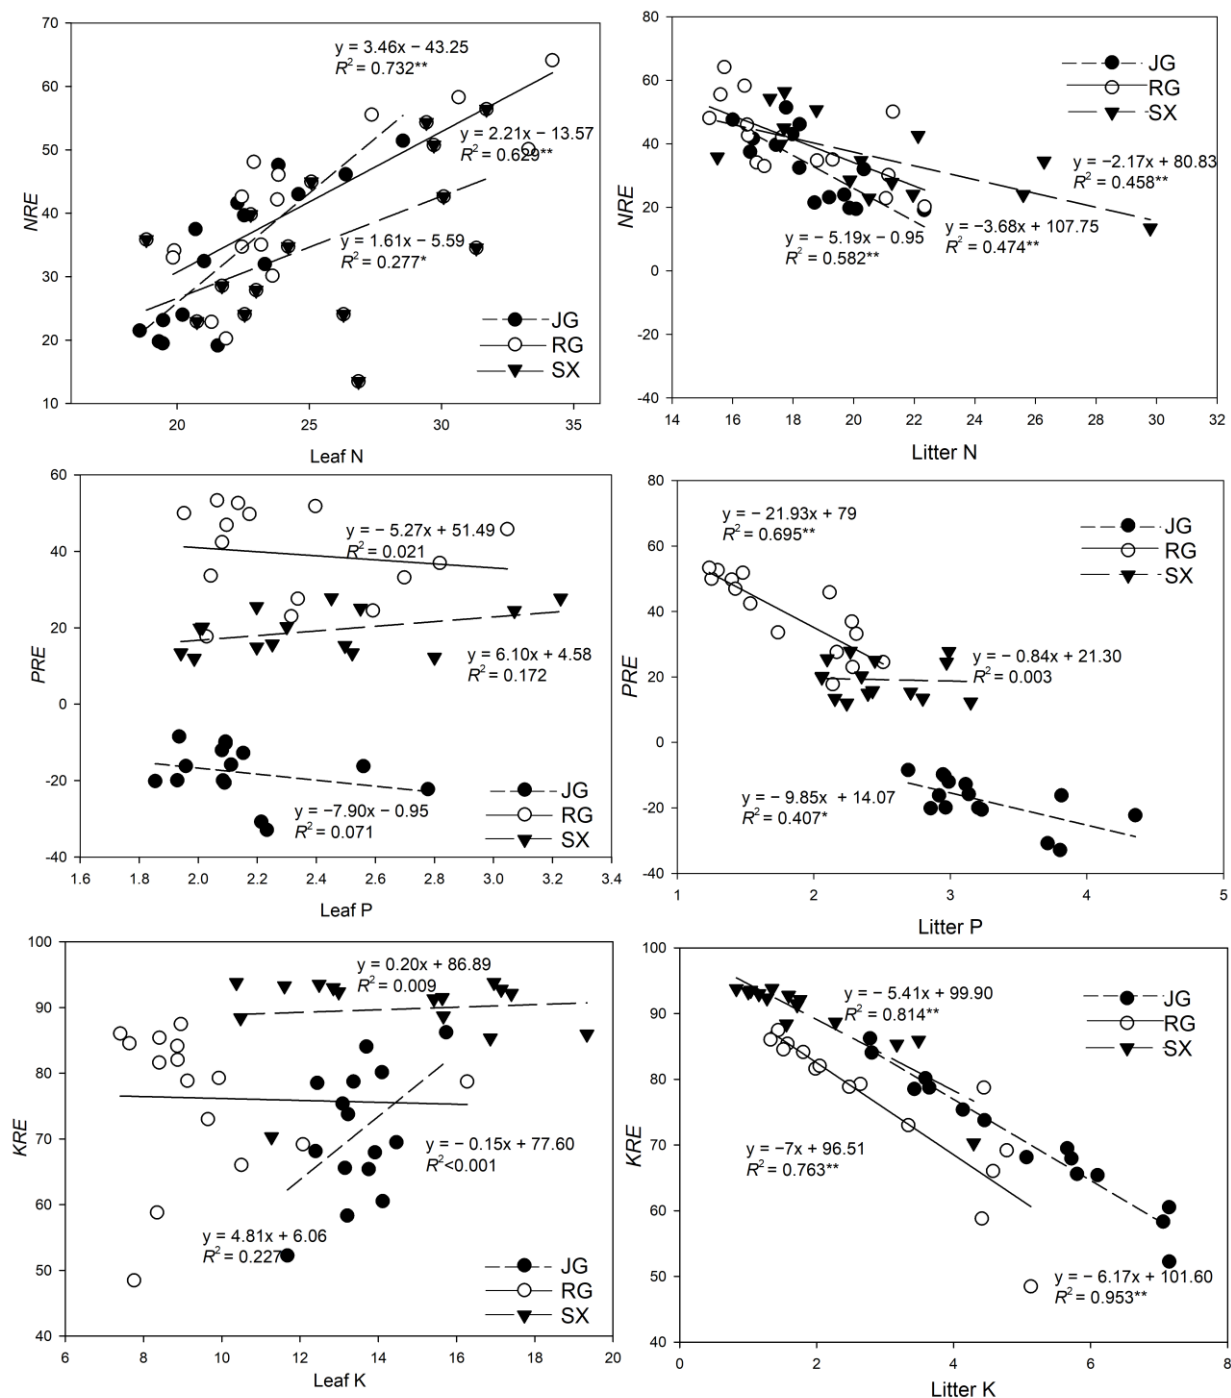 70
60
50
40
30
20
10
NRE
y = 3.46x − 43.25
R² = 0.732**
y = 2.21x − 13.57
R² = 0.629**
y = 1.61x − 5.59
R² = 0.277*
JG
RG
SX
20 25 30 35
Leaf N
80
60
40
20
0
-20
-40
NRE
JG
RG
SX
y = −2.17x + 80.83
R² = 0.458**
y = −3.68x + 107.75
R² = 0.474**
y = − 5.19x − 0.95
R² = 0.582**
14 16 18 20 22 24 26 28 30 32
Litter N
60
40
20
0
-20
-40
PRE
y = − 5.27x + 51.49
R² = 0.021
y = 6.10x + 4.58
R² = 0.172
y = −7.90x − 0.95
R² = 0.071
JG
RG
SX
1.6 1.8 2.0 2.2 2.4 2.6 2.8 3.0 3.2 3.4
Leaf P
80
60
40
20
0
-20
-40
PRE
y = − 21.93x + 79
R² = 0.695**
JG
RG
SX
y = − 0.84x + 21.30
R² = 0.003
y = − 9.85x + 14.07
R² = 0.407*
1 2 3 4 5
Litter P
100
90
80
70
60
50
40
KRE
y = 0.20x + 86.89
R² = 0.009
y = − 0.15x + 77.60
R² <0.001
y = 4.81x + 6.06
R² = 0.227
JG
RG
SX
6 8 10 12 14 16 18 20
Leaf K
100
90
80
70
60
50
40
KRE
y = − 5.41x + 99.90
R² = 0.814**
JG
RG
SX
y = −7x + 96.51
R² = 0.763**
y = − 6.17x + 101.60
R² = 0.953**
0 2 4 6 8
Litter K